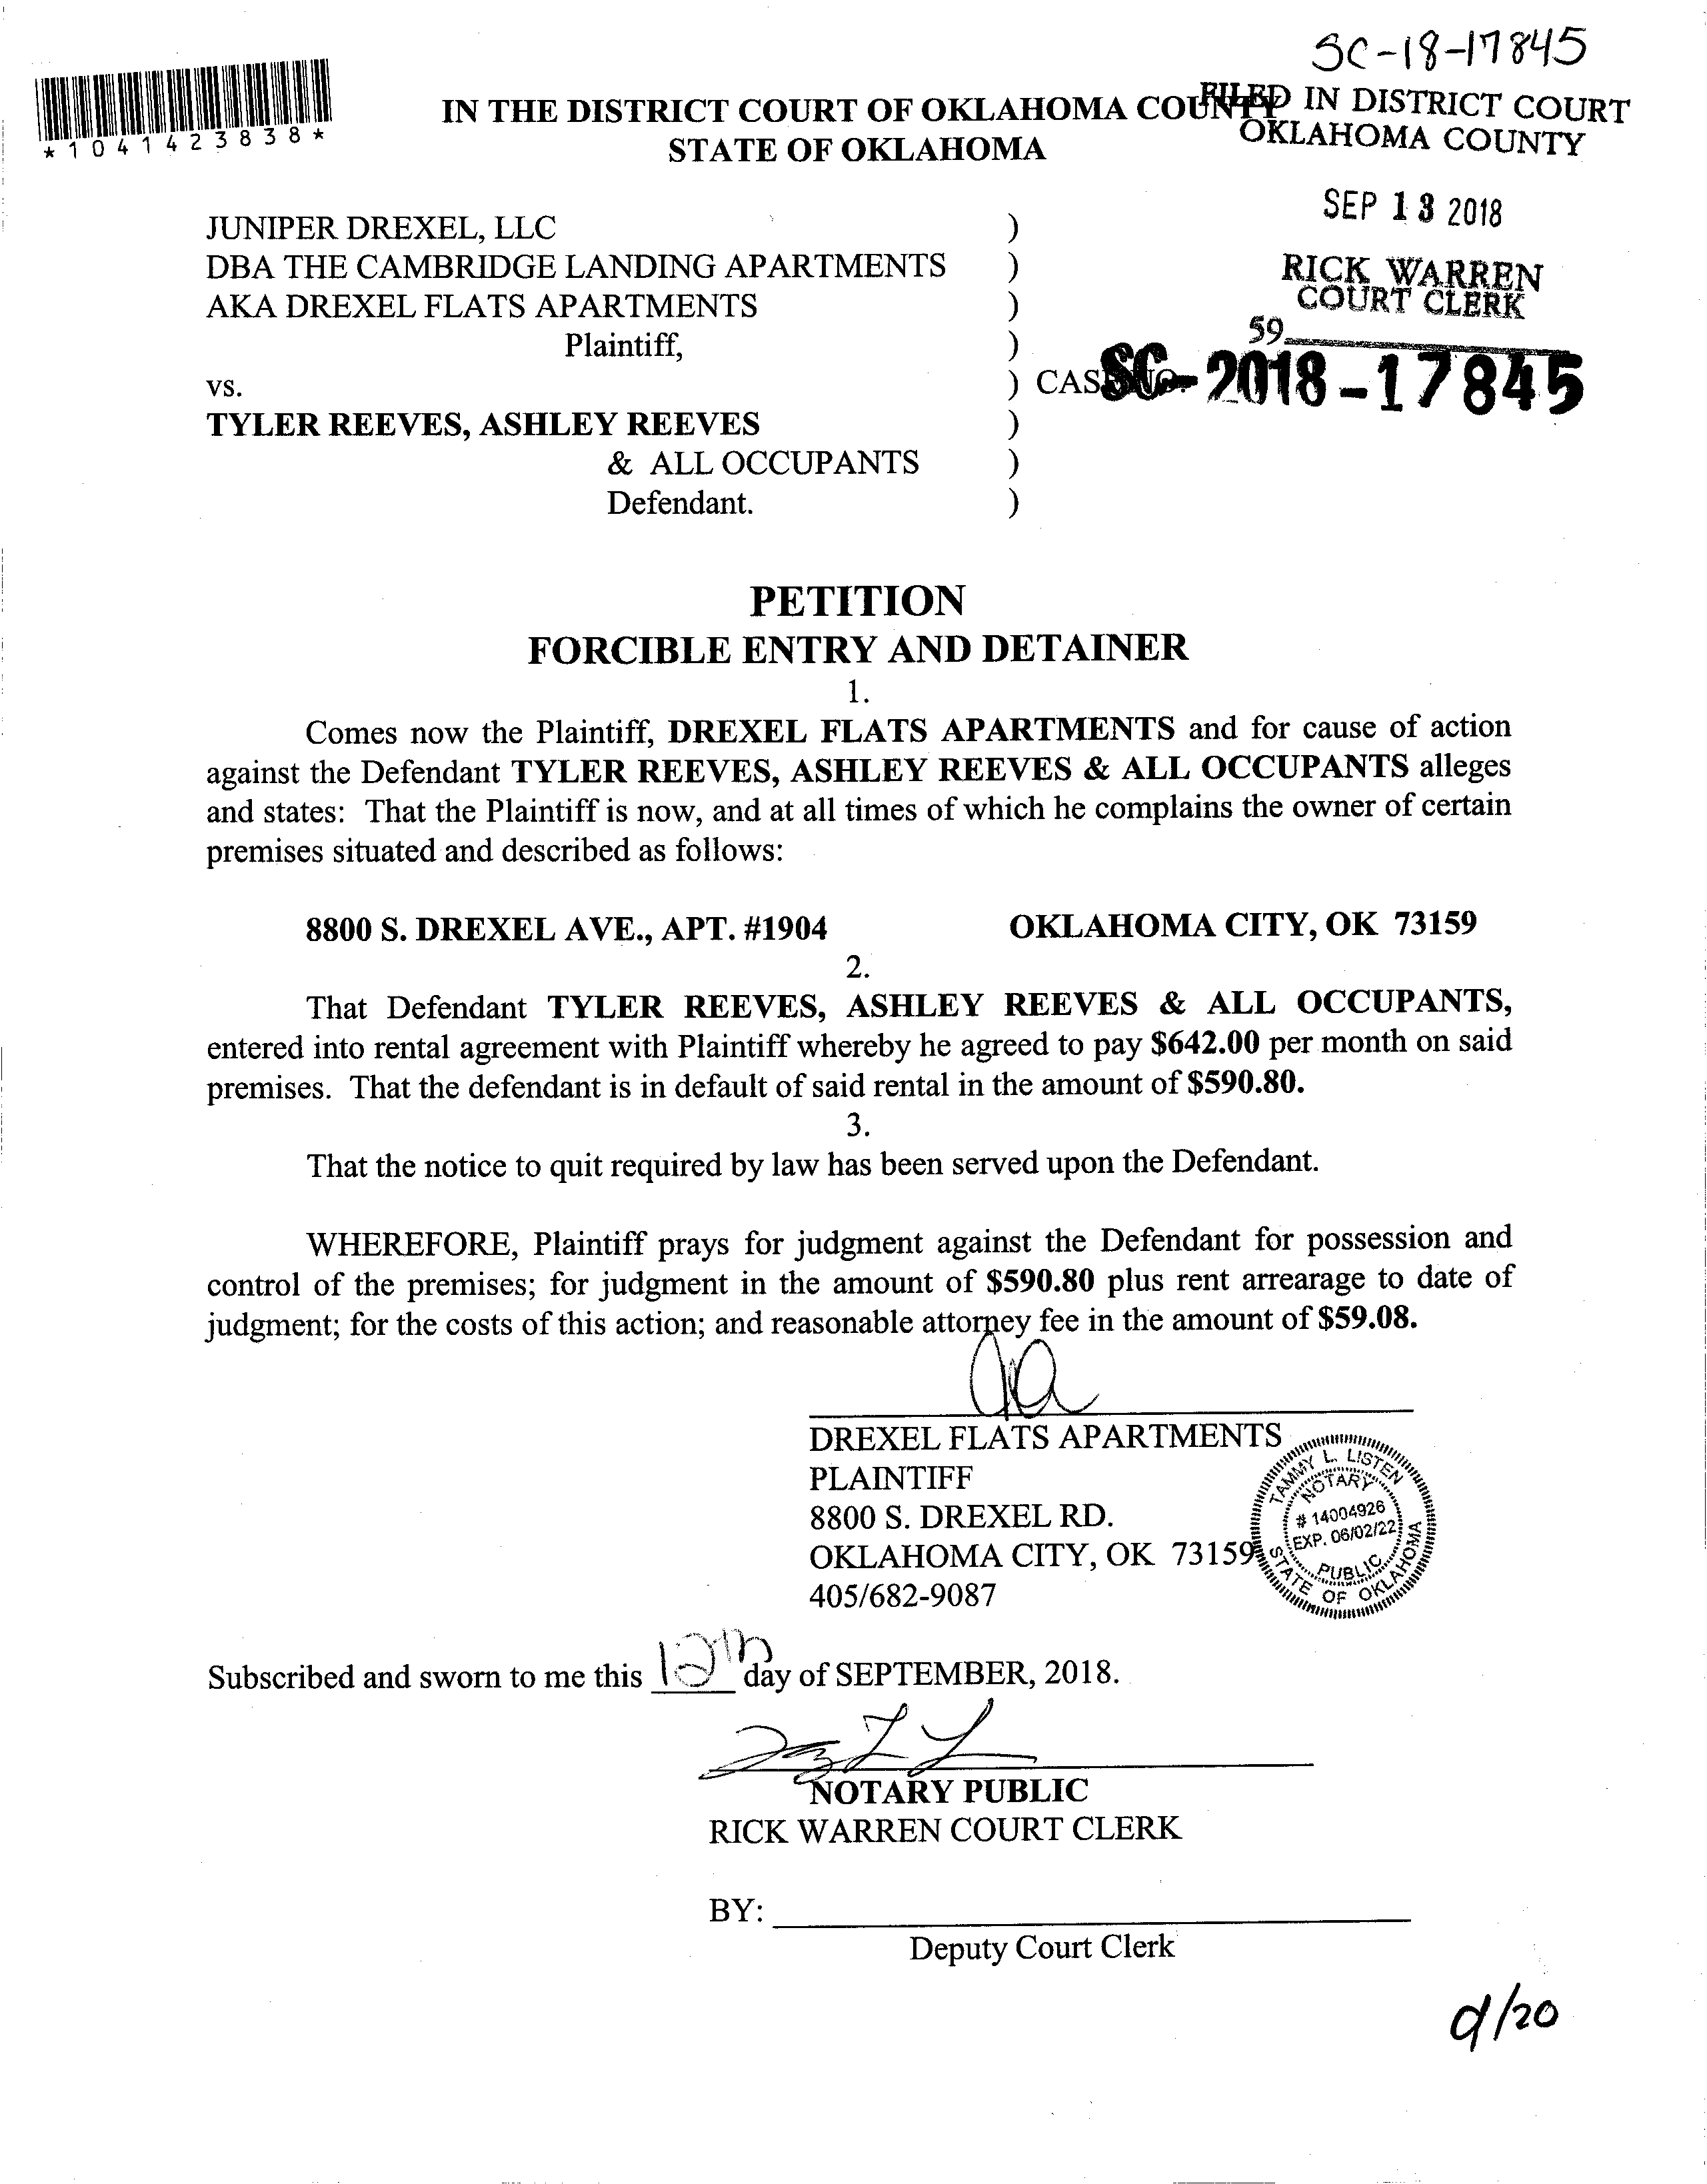 SC-18-17845
*1041423838*
IN THE DISTRICT COURT OF OKLAHOMA COUNTY
STATE OF OKLAHOMA
FILED IN DISTRICT COURT
OKLAHOMA COUNTY
SEP 13 2018
RICK WARREN
COURT CLERK
59
JUNIPER DREXEL, LLC )
DBA THE CAMBRIDGE LANDING APARTMENTS )
AKA DREXEL FLATS APARTMENTS )
Plaintiff, )
vs. ) CASE NO. SC-2018-17845
TYLER REEVES, ASHLEY REEVES )
& ALL OCCUPANTS )
Defendant. )
PETITION
FORCIBLE ENTRY AND DETAINER
1.
Comes now the Plaintiff, DREXEL FLATS APARTMENTS and for cause of action
against the Defendant TYLER REEVES, ASHLEY REEVES & ALL OCCUPANTS alleges
and states: That the Plaintiff is now, and at all times of which he complains the owner of certain
premises situated and described as follows:
8800 S. DREXEL AVE., APT. #1904 OKLAHOMA CITY, OK 73159
2.
That Defendant TYLER REEVES, ASHLEY REEVES & ALL OCCUPANTS,
entered into rental agreement with Plaintiff whereby he agreed to pay $642.00 per month on said
premises. That the defendant is in default of said rental in the amount of $590.80.
3.
That the notice to quit required by law has been served upon the Defendant.
WHEREFORE, Plaintiff prays for judgment against the Defendant for possession and
control of the premises; for judgment in the amount of $590.80 plus rent arrearage to date of
judgment; for the costs of this action; and reasonable attorney fee in the amount of $59.08.
DREXEL FLATS APARTMENTS
PLAINTIFF
8800 S. DREXEL RD.
OKLAHOMA CITY, OK 73159
405/682-9087
TAMMY L. LISTEN
NOTARY
# 14004926
EXP. 06/02/22
PUBLIC
STATE OF OKLAHOMA
Subscribed and sworn to me this 12th day of SEPTEMBER, 2018.
NOTARY PUBLIC
RICK WARREN COURT CLERK
BY:
Deputy Court Clerk
9/20